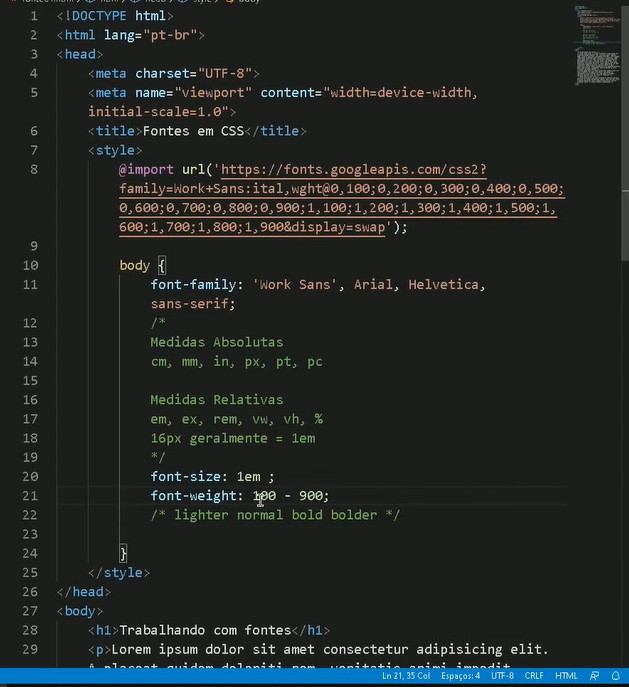 1 <!DOCTYPE html>
2 <html lang="pt-br">
3 <head>
4 <meta charset="UTF-8">
5 <meta name="viewport" content="width=device-width,
initial-scale=1.0">
6 <title>Fontes em CSS</title>
7 <style>
8 @import url('https://fonts.googleapis.com/css2?
family=Work+Sans:ital,wght@0,100;0,200;0,300;0,400;0,500;
0,600;0,700;0,800;0,900;1,100;1,200;1,300;1,400;1,500;1,
600;1,700;1,800;1,900&display=swap');
9
10 body {
11 font-family: 'Work Sans', Arial, Helvetica,
sans-serif;
12 /*
13 Medidas Absolutas
14 cm, mm, in, px, pt, pc
15
16 Medidas Relativas
17 em, ex, rem, vw, vh, %
18 16px geralmente = 1em
19 */
20 font-size: 1em ;
21 font-weight: 100 - 900;
22 /* lighter normal bold bolder */
23
24 }
25 </style>
26 </head>
27 <body>
28 <h1>Trabalhando com fontes</h1>
29 <p>Lorem ipsum dolor sit amet consectetur adipisicing elit.
Ln 21, 35 Col Espaços: 4 UTF-8 CRLF HTML